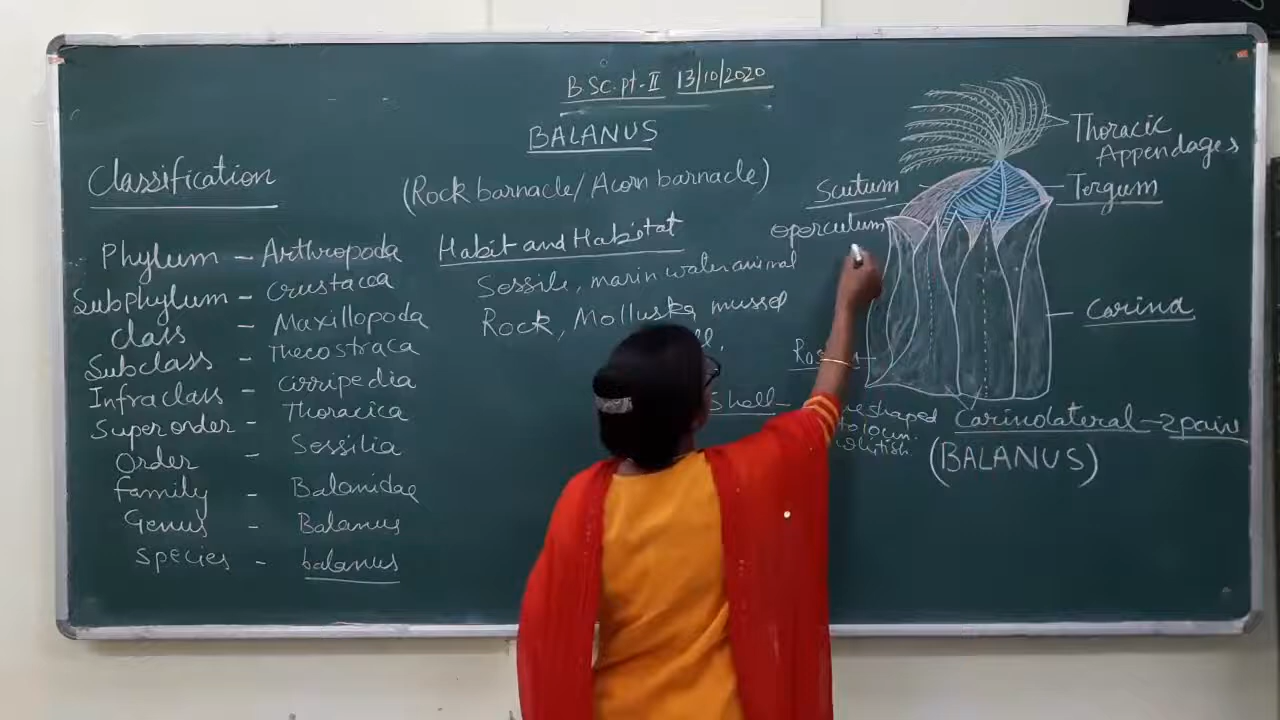 B.Sc.pt-II 13/10/2020
BALANUS
(Rock barnacle/Acorn barnacle)
Classification
Phylum - Arthropoda
Subphylum - Crustacea
Class - Maxillopoda
Subclass - Thecostraca
Infraclass - Cirripedia
Superorder - Thoracica
Order - Sessilia
family - Balanidae
Genus - Balanus
Species - balanus
Habit and Habitat
Sessile, marin water animal
Rock, Molluska mussel
Shell-
Thoracic
Appendages
Scutum
Tergum
operculum
Carina
Carinolateral-2 pairs
(BALANUS)